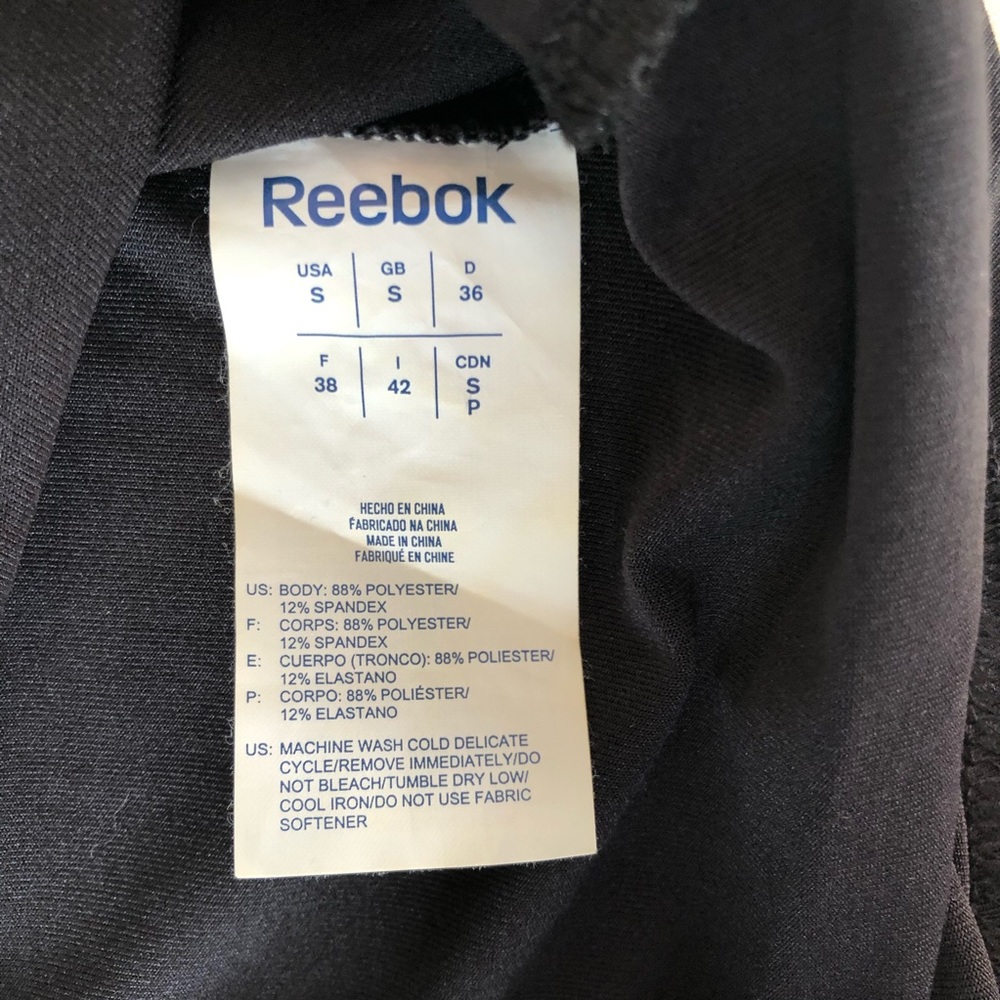 Reebok
USA GB D
S S 36
F I CDN
38 42 S
P
HECHO EN CHINA
FABRICADO NA CHINA
MADE IN CHINA
FABRIQUÉ EN CHINE
US: BODY: 88% POLYESTER/
12% SPANDEX
F: CORPS: 88% POLYESTER/
12% SPANDEX
E: CUERPO (TRONCO): 88% POLIESTER/
12% ELASTANO
P: CORPO: 88% POLIÉSTER/
12% ELASTANO
US: MACHINE WASH COLD DELICATE
CYCLE/REMOVE IMMEDIATELY/DO
NOT BLEACH/TUMBLE DRY LOW/
COOL IRON/DO NOT USE FABRIC
SOFTENER